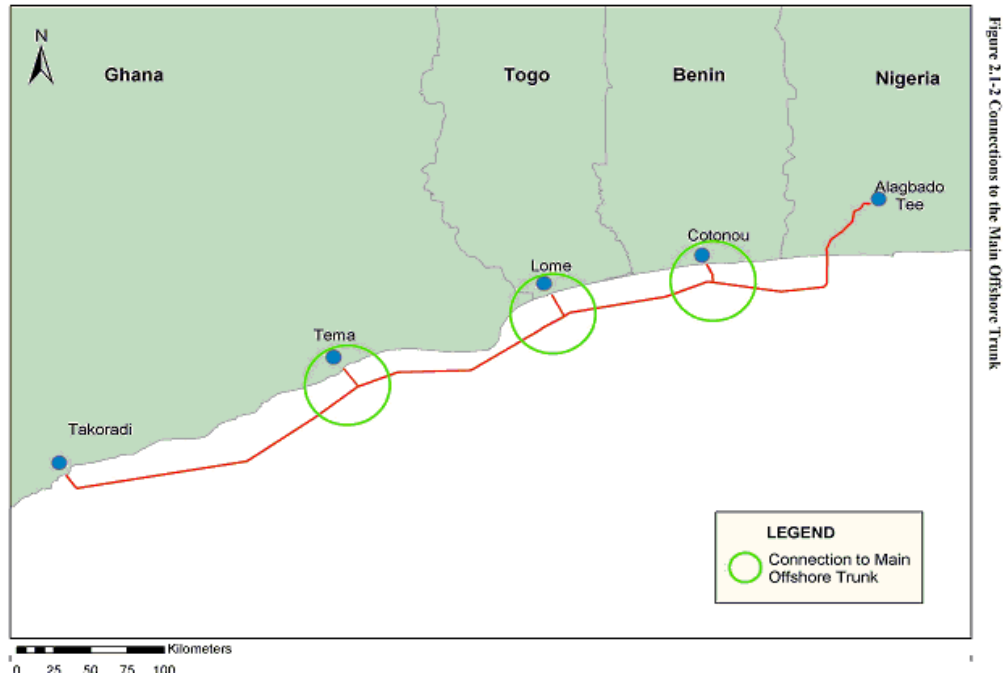 Figure 2.1-2 Connections to the Main Offshore Trunk
N
Ghana
Togo
Benin
Nigeria
Alagbado
Tee
Cotonou
Lome
Tema
Takoradi
LEGEND
Connection to Main
Offshore Trunk
Kilometers
0 25 50 75 100